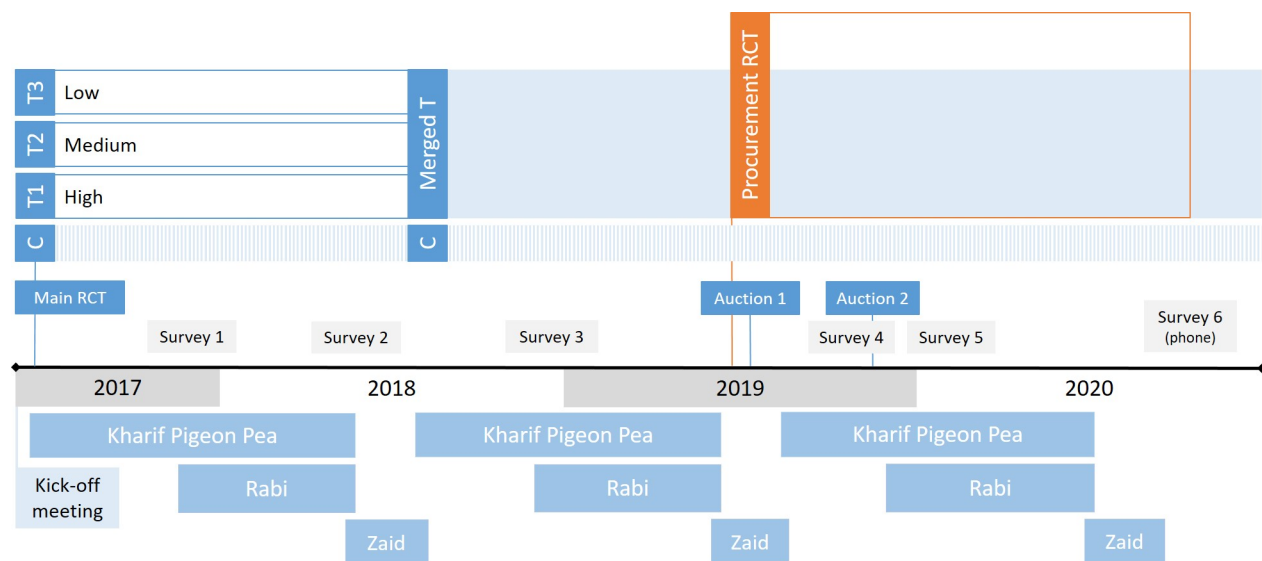 Procurement RCT
T3
Low
T2
Medium
T1
High
Merged T
C
C
Main RCT
Auction 1
Auction 2
Survey 1
Survey 2
Survey 3
Survey 4
Survey 5
Survey 6
(phone)
2017
2018
2019
2020
Kharif Pigeon Pea
Kharif Pigeon Pea
Kharif Pigeon Pea
Kick-off
meeting
Rabi
Rabi
Rabi
Zaid
Zaid
Zaid